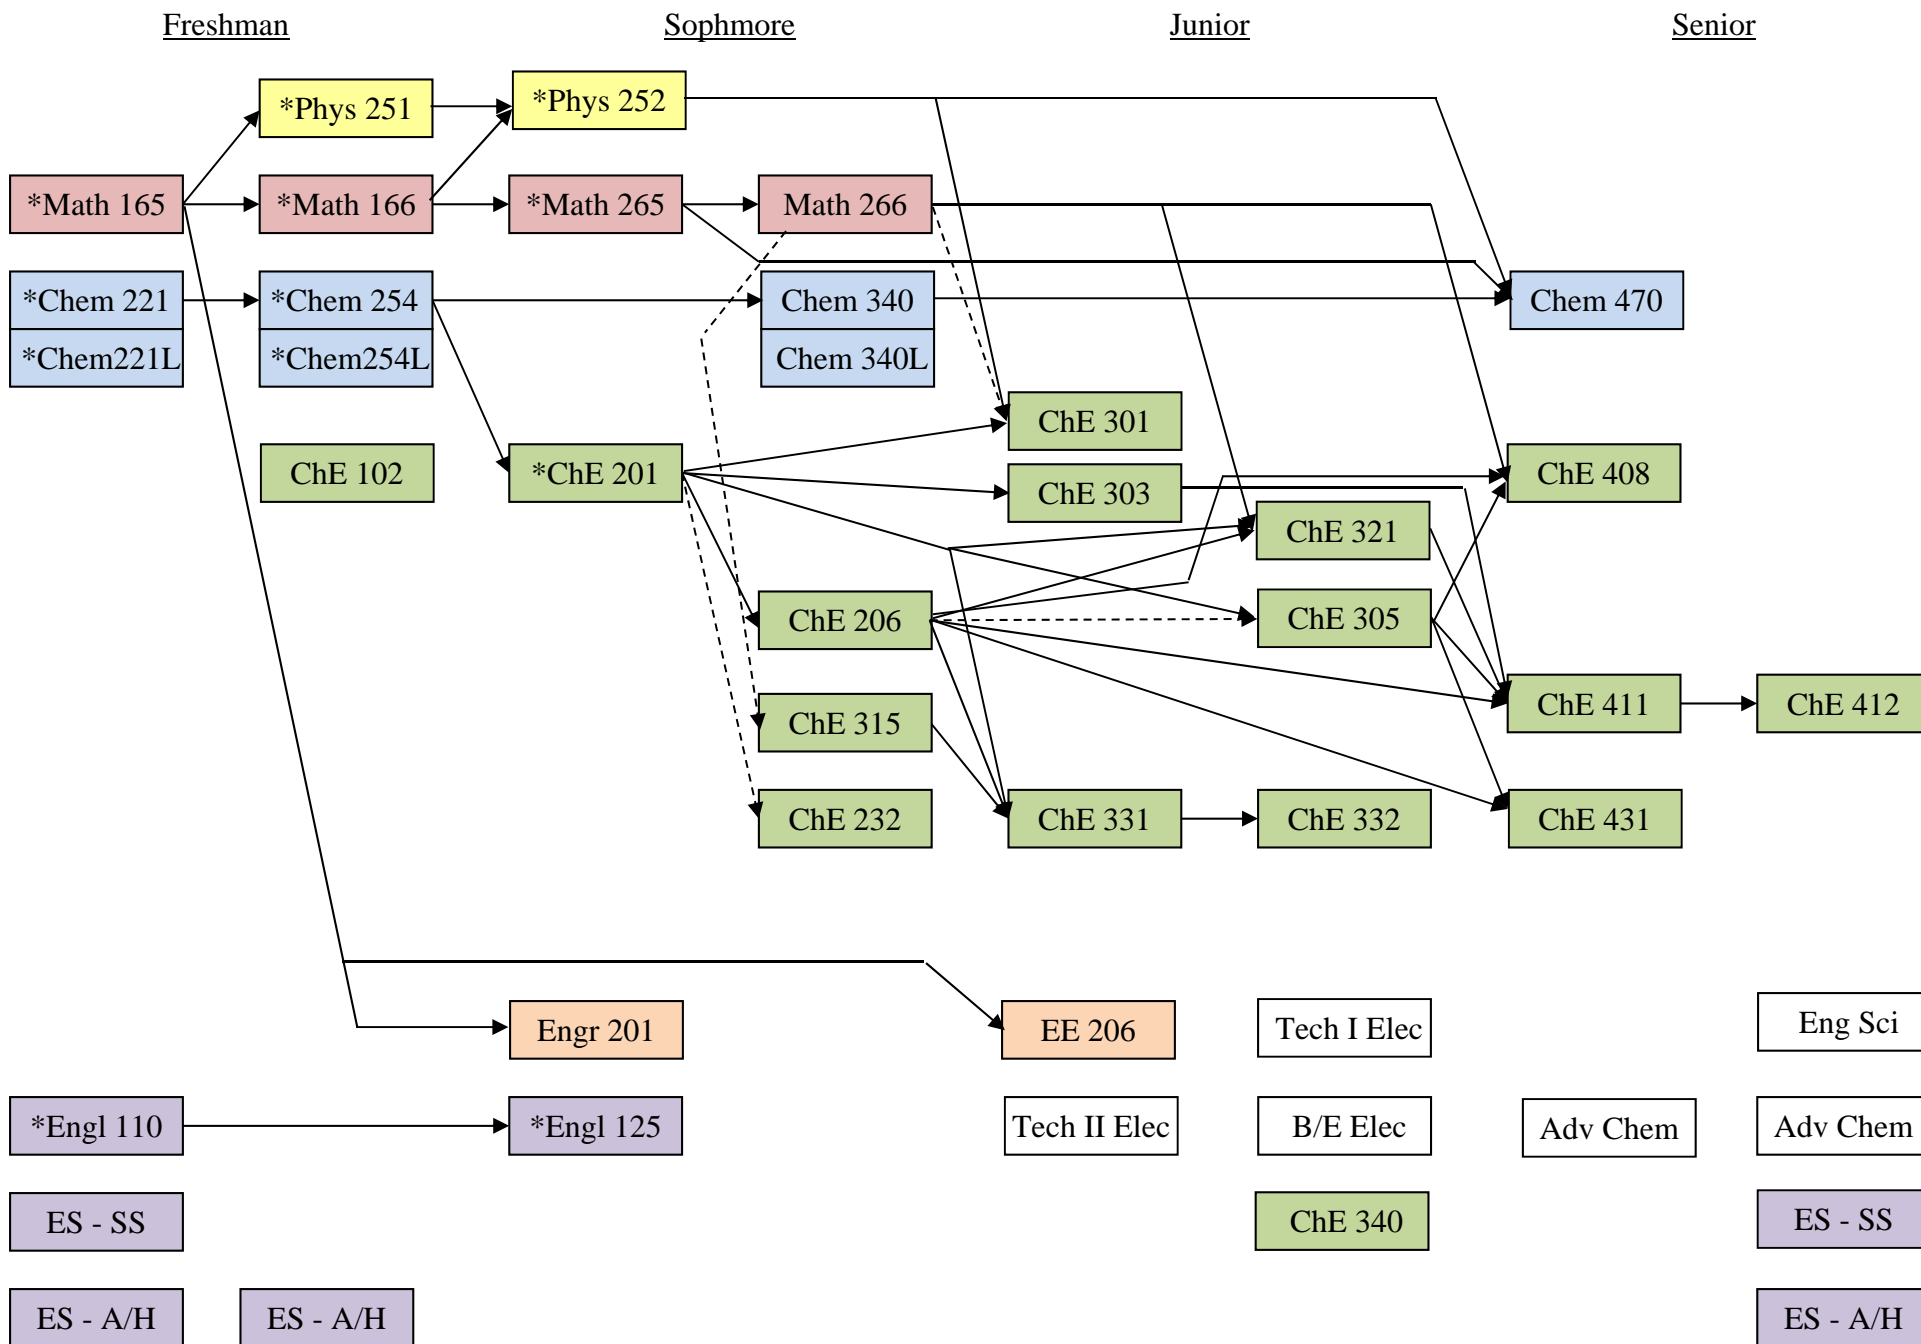 Freshman
Sophmore
Junior
Senior
*Phys 251
*Phys 252
*Math 165
*Math 166
*Math 265
Math 266
*Chem 221
*Chem 254
Chem 340
Chem 470
*Chem221L
*Chem254L
Chem 340L
ChE 301
ChE 102
*ChE 201
ChE 303
ChE 408
ChE 321
ChE 206
ChE 305
ChE 315
ChE 411
ChE 412
ChE 232
ChE 331
ChE 332
ChE 431
Engr 201
EE 206
Tech I Elec
Eng Sci
*Engl 110
*Engl 125
Tech II Elec
B/E Elec
Adv Chem
Adv Chem
ES - SS
ChE 340
ES - SS
ES - A/H
ES - A/H
ES - A/H